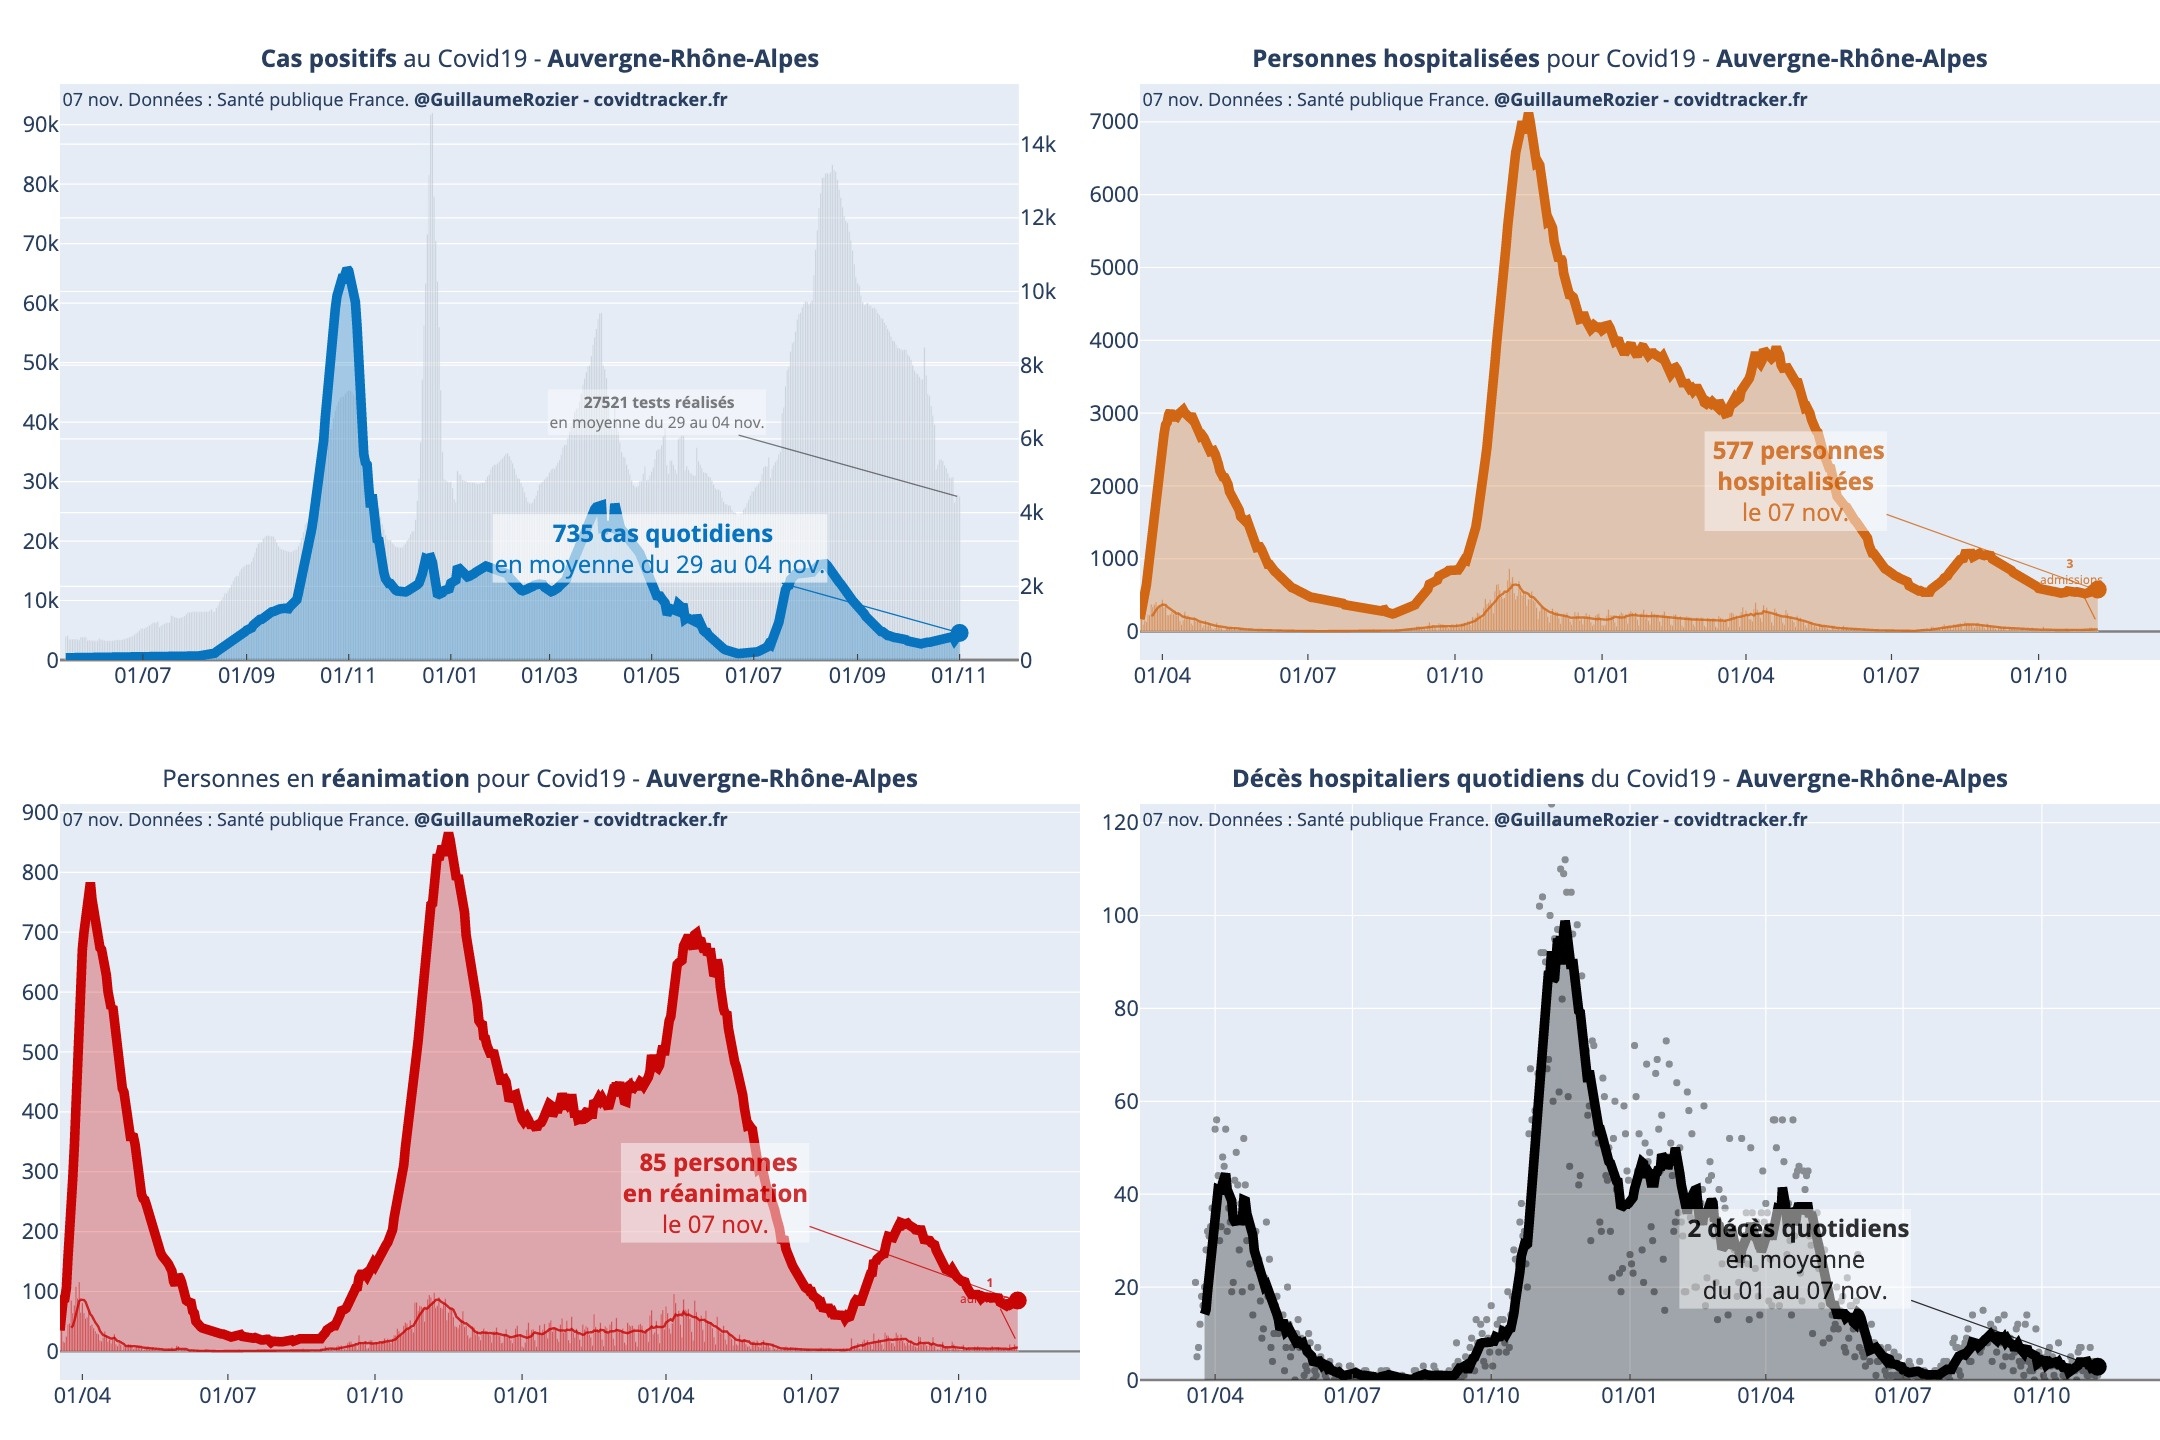 Cas positifs au Covid19 - Auvergne-Rhône-Alpes
07 nov. Données : Santé publique France. @GuillaumeRozier - covidtracker.fr
90k
80k
70k
60k
50k
40k
30k
20k
10k
0
14k
12k
10k
8k
6k
4k
2k
0
27521 tests réalisés
en moyenne du 29 au 04 nov.
735 cas quotidiens
en moyenne du 29 au 04 nov.
01/07 01/09 01/11 01/01 01/03 01/05 01/07 01/09 01/11
Personnes hospitalisées pour Covid19 - Auvergne-Rhône-Alpes
07 nov. Données : Santé publique France. @GuillaumeRozier - covidtracker.fr
7000
6000
5000
4000
3000
2000
1000
0
577 personnes
hospitalisées
le 07 nov.
3
admissions
01/04 01/07 01/10 01/01 01/04 01/07 01/10
Personnes en réanimation pour Covid19 - Auvergne-Rhône-Alpes
07 nov. Données : Santé publique France. @GuillaumeRozier - covidtracker.fr
900
800
700
600
500
400
300
200
100
0
85 personnes
en réanimation
le 07 nov.
1
01/04 01/07 01/10 01/01 01/04 01/07 01/10
Décès hospitaliers quotidiens du Covid19 - Auvergne-Rhône-Alpes
07 nov. Données : Santé publique France. @GuillaumeRozier - covidtracker.fr
120
100
80
60
40
20
0
2 décès quotidiens
en moyenne
du 01 au 07 nov.
01/04 01/07 01/10 01/01 01/04 01/07 01/10